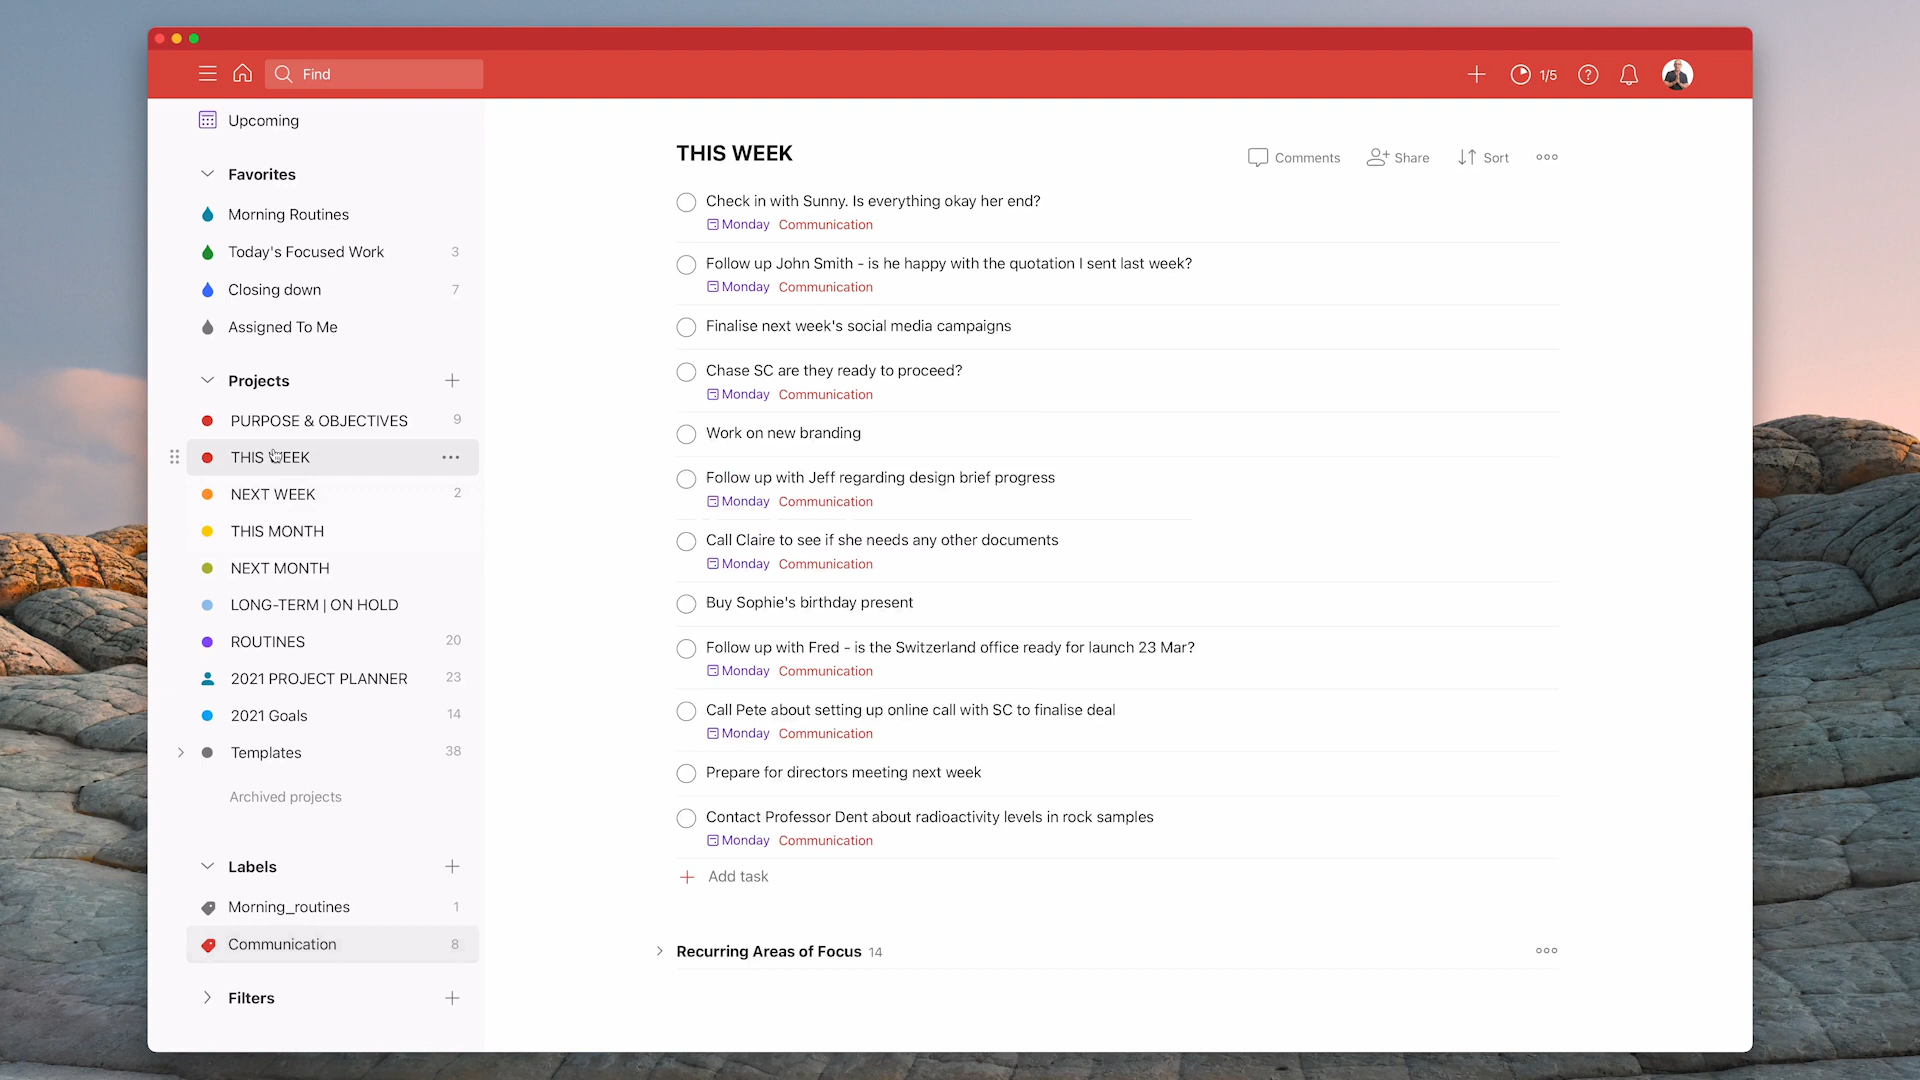 Find
1/5
Upcoming
Favorites
Morning Routines
Today's Focused Work 3
Closing down 7
Assigned To Me
Projects
PURPOSE & OBJECTIVES 9
THIS WEEK
NEXT WEEK 2
THIS MONTH
NEXT MONTH
LONG-TERM | ON HOLD
ROUTINES 20
2021 PROJECT PLANNER 23
2021 Goals 14
Templates 38
Archived projects
Labels
Morning_routines 1
Communication 8
Filters
THIS WEEK
Comments Share Sort
Check in with Sunny. Is everything okay her end?
Monday Communication
Follow up John Smith - is he happy with the quotation I sent last week?
Monday Communication
Finalise next week's social media campaigns
Chase SC are they ready to proceed?
Monday Communication
Work on new branding
Follow up with Jeff regarding design brief progress
Monday Communication
Call Claire to see if she needs any other documents
Monday Communication
Buy Sophie's birthday present
Follow up with Fred - is the Switzerland office ready for launch 23 Mar?
Monday Communication
Call Pete about setting up online call with SC to finalise deal
Monday Communication
Prepare for directors meeting next week
Contact Professor Dent about radioactivity levels in rock samples
Monday Communication
Add task
Recurring Areas of Focus 14